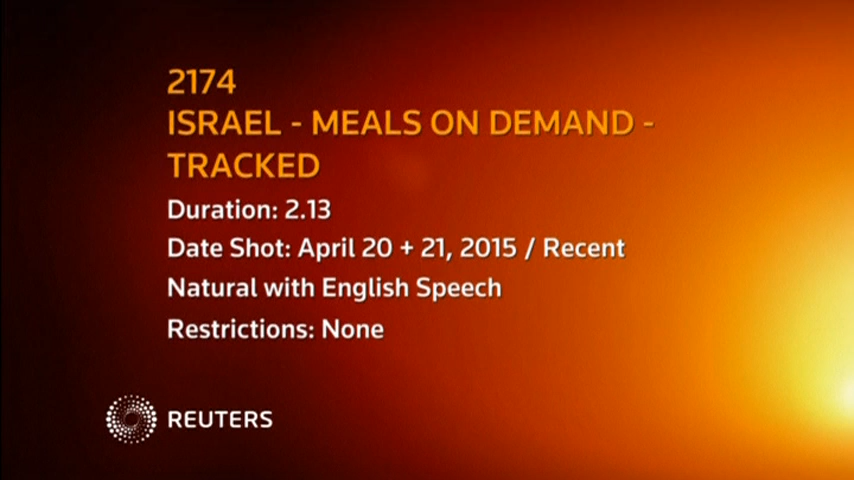 2174
ISRAEL - MEALS ON DEMAND -
TRACKED
Duration: 2.13
Date Shot: April 20 + 21, 2015 / Recent
Natural with English Speech
Restrictions: None
REUTERS